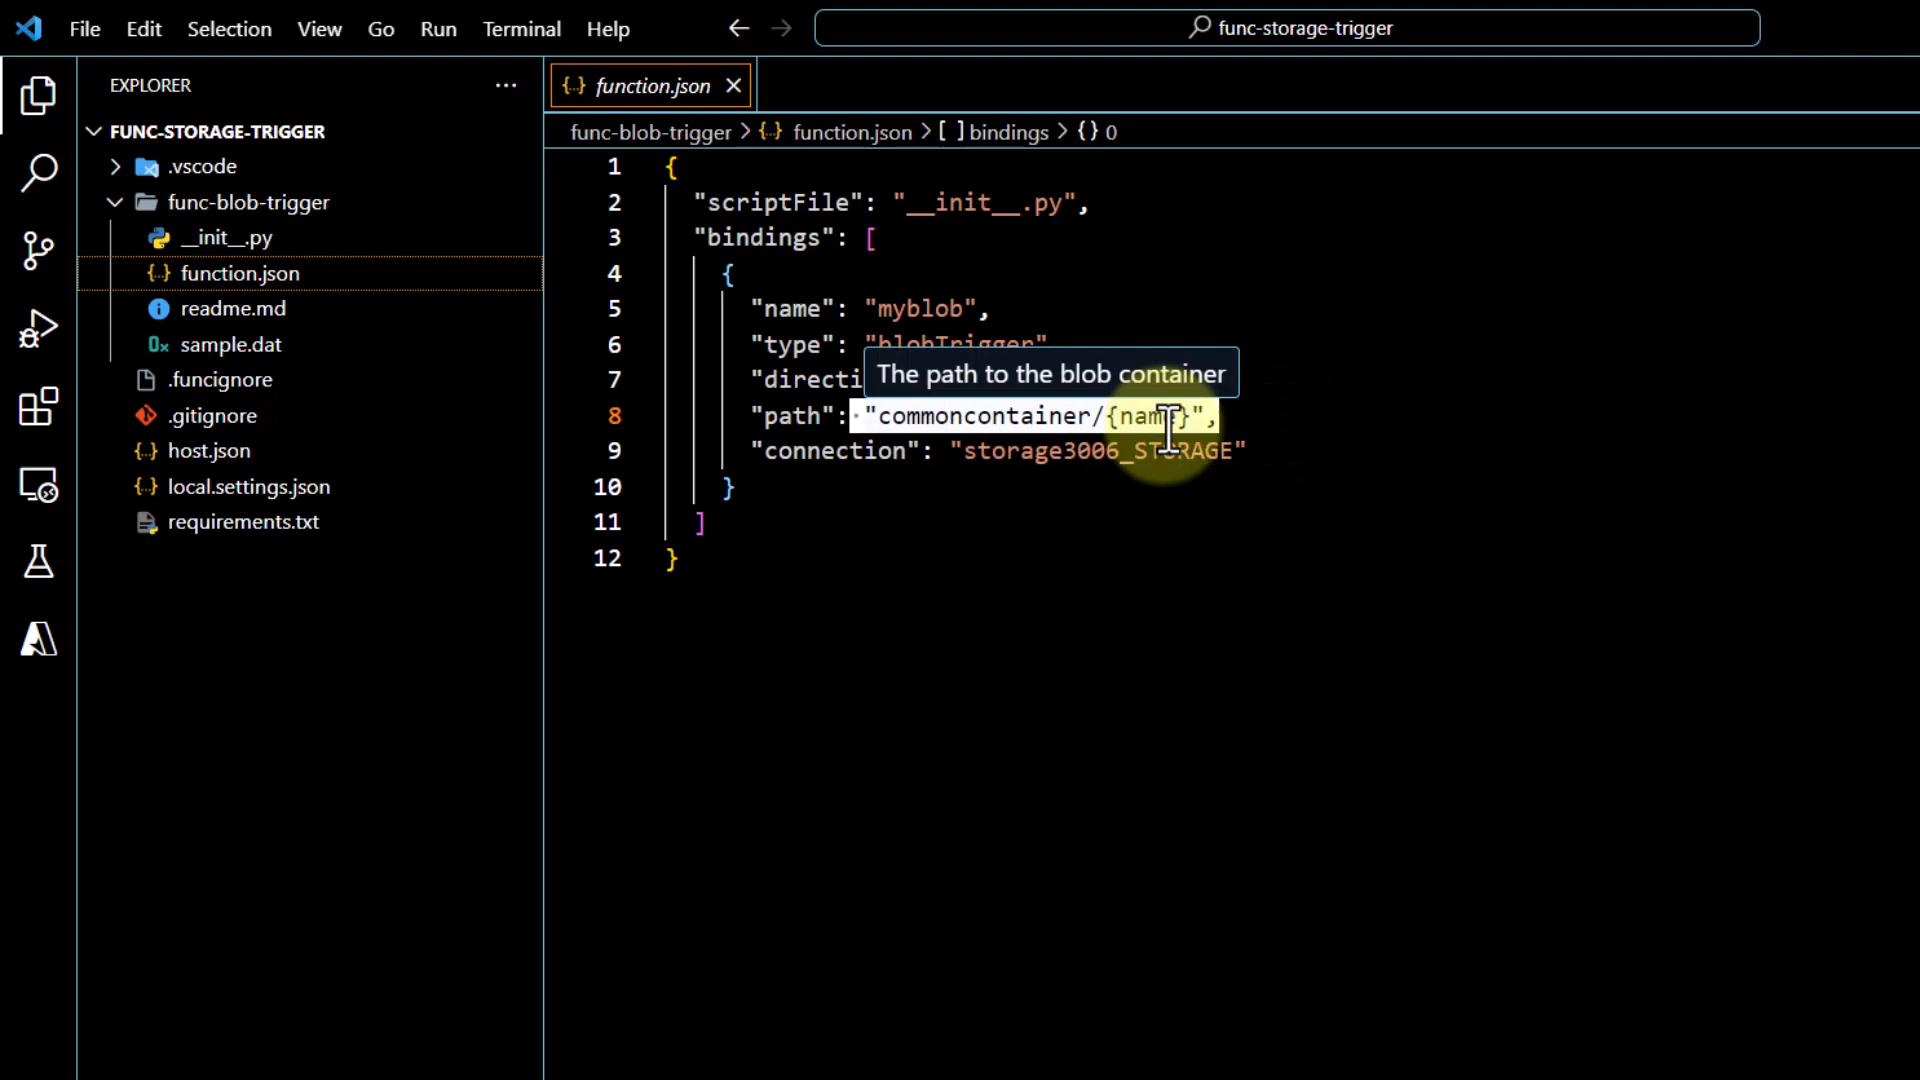 File Edit Selection View Go Run Terminal Help
func-storage-trigger
EXPLORER
FUNC-STORAGE-TRIGGER
.vscode
func-blob-trigger
__init__.py
function.json
readme.md
sample.dat
.funcignore
.gitignore
host.json
local.settings.json
requirements.txt
{..} function.json
func-blob-trigger > {..} function.json > [ ] bindings > {} 0
1 {
2 "scriptFile": "__init__.py",
3 "bindings": [
4 {
5 "name": "myblob",
6 "type": "blobTrigger"
7 "directi
The path to the blob container
8 "path": "commoncontainer/{name}",
9 "connection": "storage3006_STORAGE"
10 }
11 ]
12 }